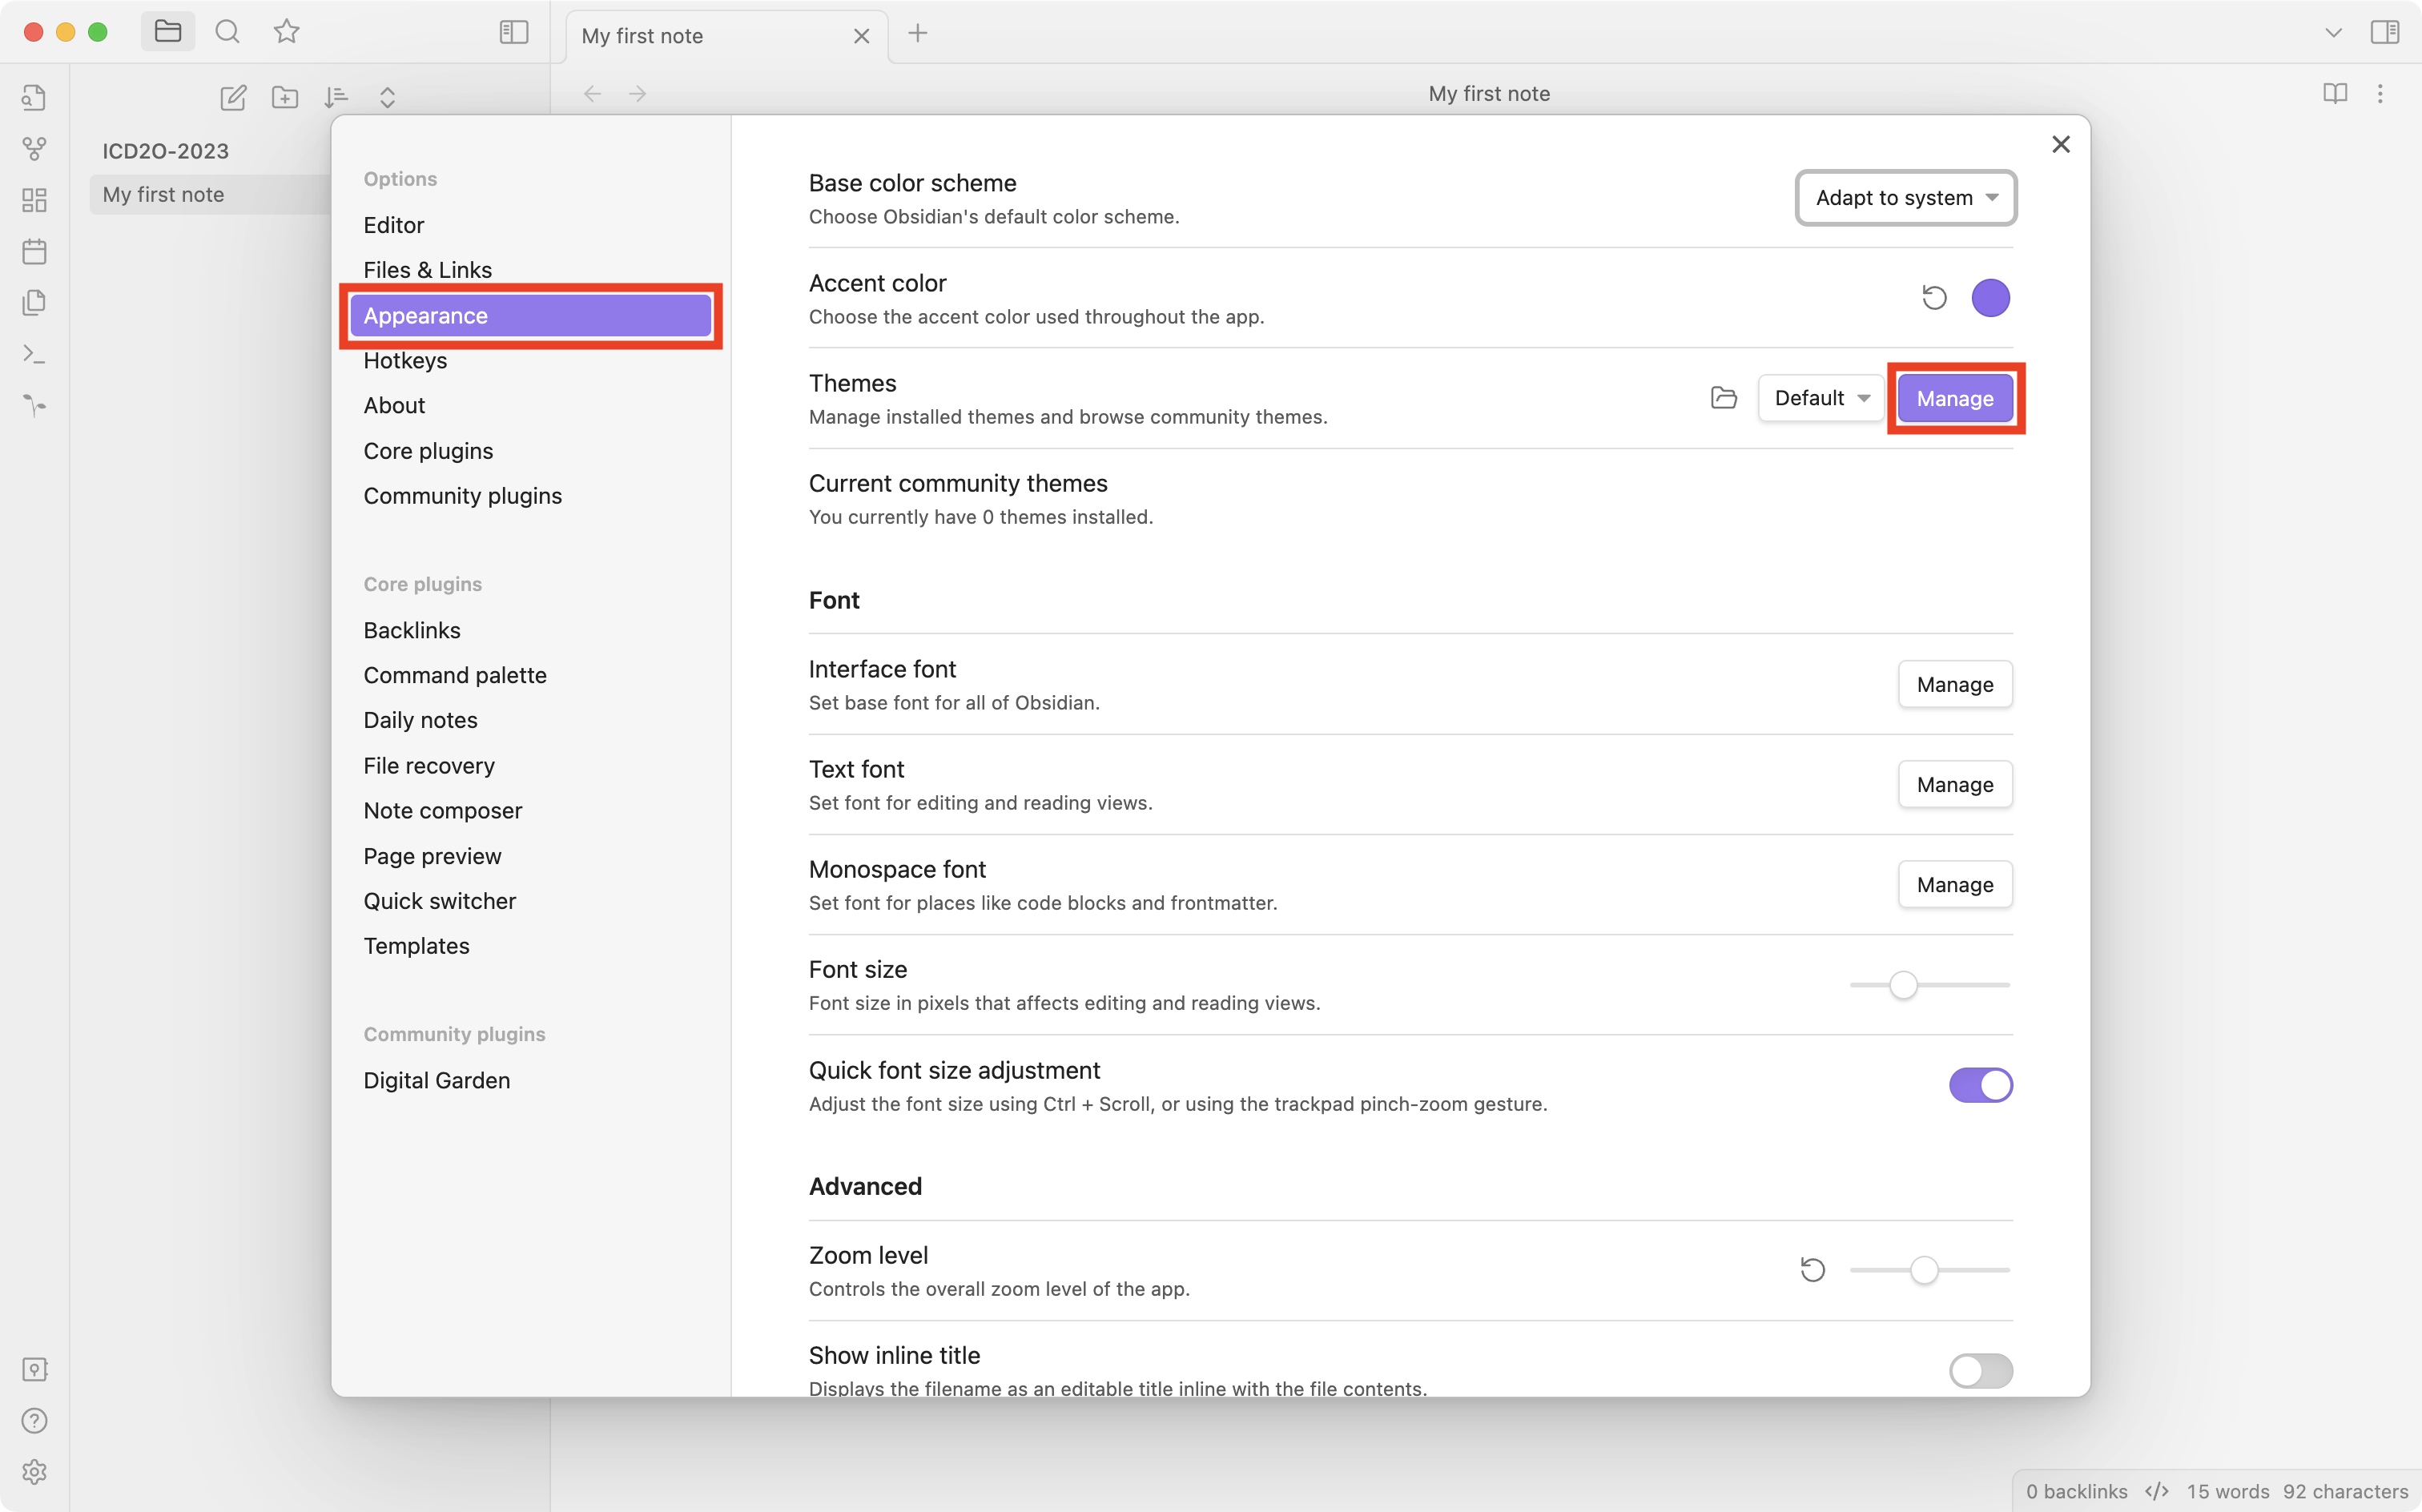 My first note
My first note
ICD2O-2023
My first note
Options
Editor
Files & Links
Appearance
Hotkeys
About
Core plugins
Community plugins
Core plugins
Backlinks
Command palette
Daily notes
File recovery
Note composer
Page preview
Quick switcher
Templates
Community plugins
Digital Garden
Base color scheme
Choose Obsidian's default color scheme.
Adapt to system
Accent color
Choose the accent color used throughout the app.
Themes
Manage installed themes and browse community themes.
Default
Manage
Current community themes
You currently have 0 themes installed.
Font
Interface font
Set base font for all of Obsidian.
Manage
Text font
Set font for editing and reading views.
Manage
Monospace font
Set font for places like code blocks and frontmatter.
Manage
Font size
Font size in pixels that affects editing and reading views.
Quick font size adjustment
Adjust the font size using Ctrl + Scroll, or using the trackpad pinch-zoom gesture.
Advanced
Zoom level
Controls the overall zoom level of the app.
Show inline title
Displays the filename as an editable title inline with the file contents.
0 backlinks </> 15 words 92 characters